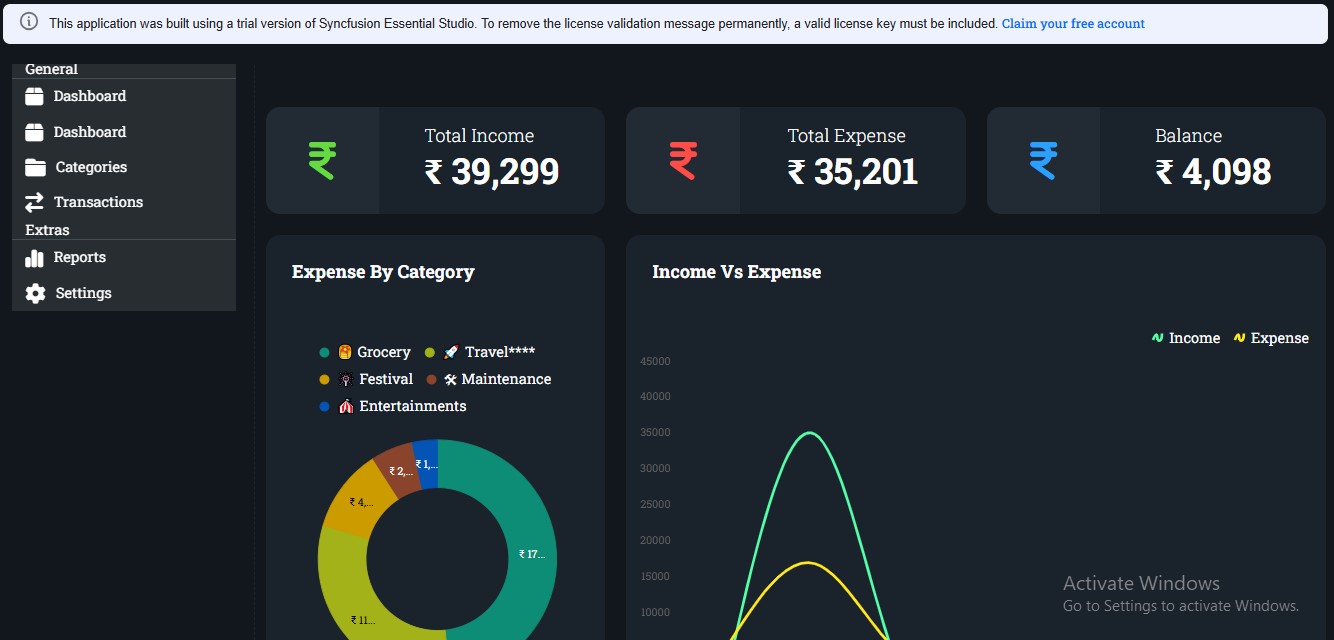 This application was built using a trial version of Syncfusion Essential Studio. To remove the license validation message permanently, a valid license key must be included. Claim your free account
General
Dashboard
Dashboard
Categories
Transactions
Extras
Reports
Settings
Total Income
₹ 39,299
Total Expense
₹ 35,201
Balance
₹ 4,098
Expense By Category
Grocery Travel****
Festival Maintenance
Entertainments
₹ 1,...
₹ 2,...
₹ 4,...
₹ 17...
₹ 11...
Income Vs Expense
Income Expense
45000
40000
35000
30000
25000
20000
15000
10000
Activate Windows
Go to Settings to activate Windows.